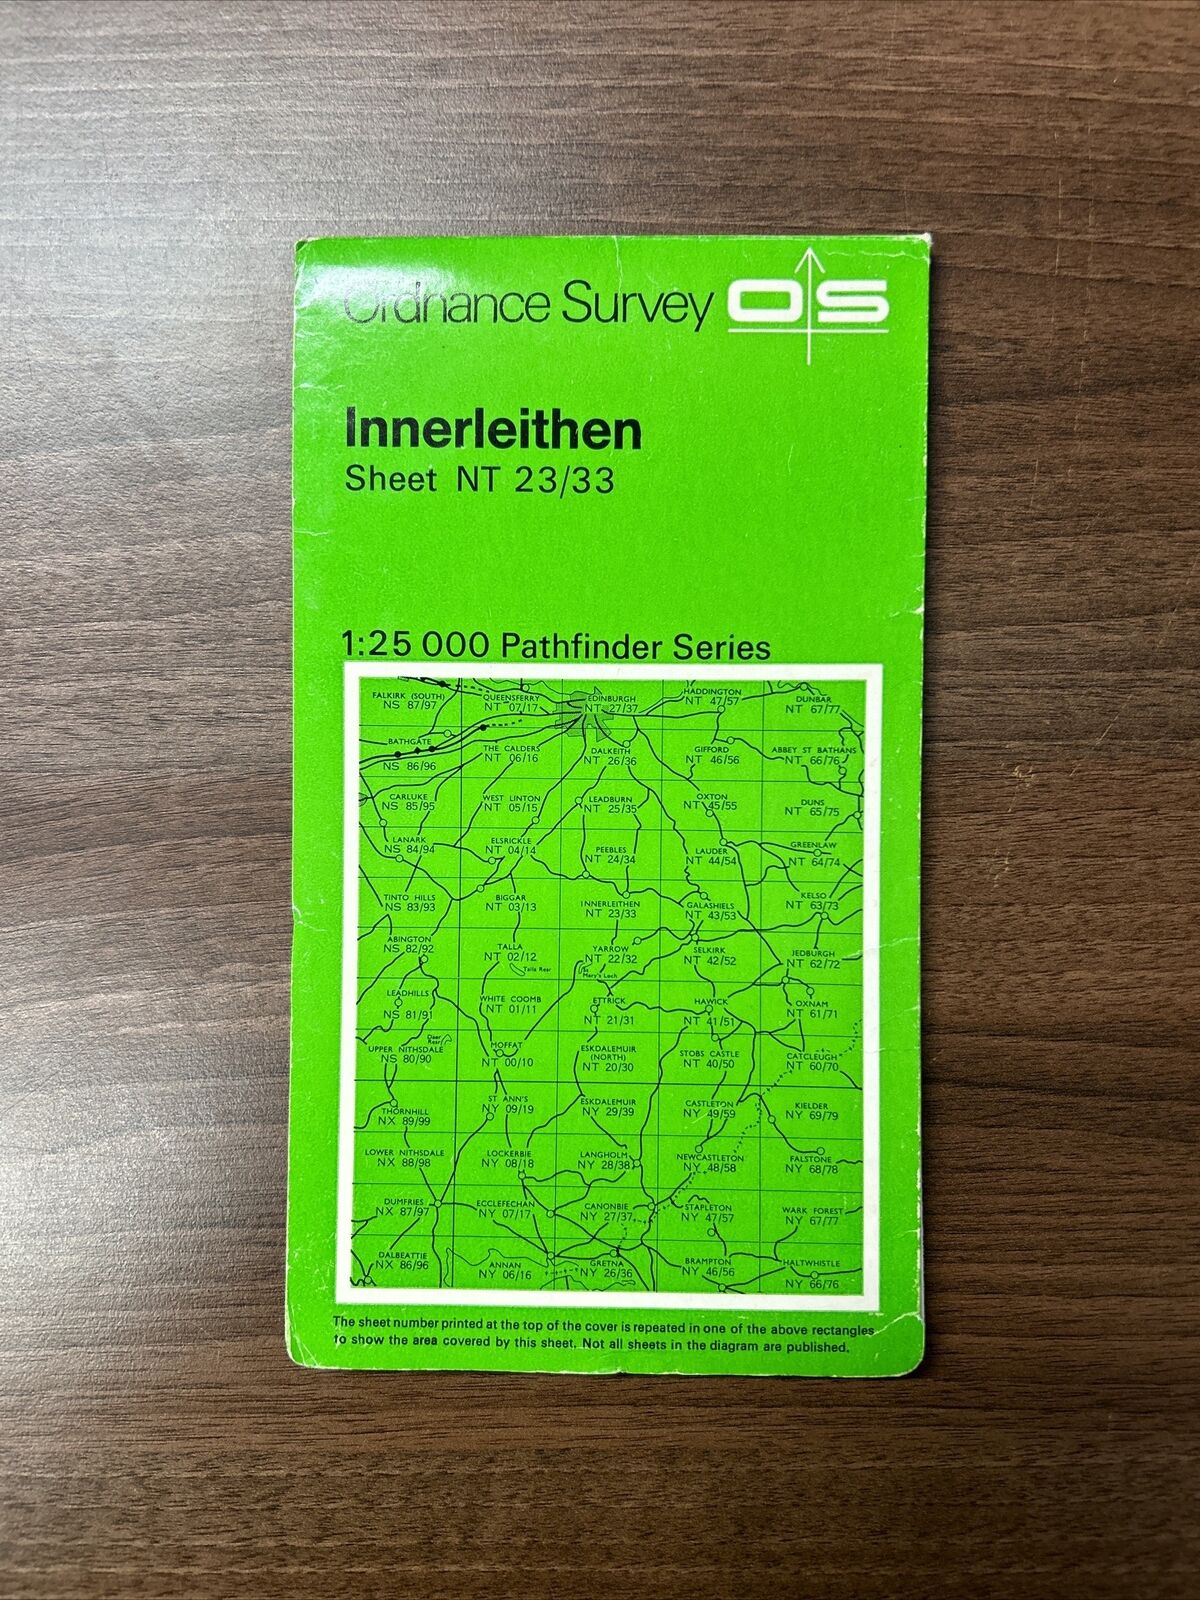 Ordnance Survey OS
Innerleithen
Sheet NT 23/33
1:25 000 Pathfinder Series
FALKIRK (SOUTH)
NS 87/97
QUEENSFERRY
NT 07/17
EDINBURGH
NT 27/37
HADDINGTON
NT 47/57
DUNBAR
NT 67/77
BATHGATE
NS 86/96
THE CALDERS
NT 06/16
DALKEITH
NT 26/36
GIFFORD
NT 46/56
ABBEY ST BATHANS
NT 66/76
CARLUKE
NS 85/95
WEST LINTON
NT 05/15
LEADBURN
NT 25/35
OXTON
NT 45/55
DUNS
NT 65/75
LANARK
NS 84/94
ELSRICKLE
NT 04/14
PEEBLES
NT 24/34
LAUDER
NT 44/54
GREENLAW
NT 64/74
TINTO HILLS
NS 83/93
BIGGAR
NT 03/13
INNERLEITHEN
NT 23/33
GALASHIELS
NT 43/53
KELSO
NT 63/73
ABINGTON
NS 82/92
TALLA
NT 02/12
Talla Resr
YARROW
NT 22/32
St Mary's Loch
SELKIRK
NT 42/52
JEDBURGH
NT 62/72
LEADHILLS
NS 81/91
WHITE COOMB
NT 01/11
ETTRICK
NT 21/31
HAWICK
NT 41/51
OXNAM
NT 61/71
Daer Resr
UPPER NITHSDALE
NS 80/90
MOFFAT
NT 00/10
ESKDALEMUIR
(NORTH)
NT 20/30
STOBS CASTLE
NT 40/50
CATCLEUGH
NT 60/70
THORNHILL
NX 89/99
ST ANN'S
NY 09/19
ESKDALEMUIR
NY 29/39
CASTLETON
NY 49/59
KIELDER
NY 69/79
LOWER NITHSDALE
NX 88/98
LOCKERBIE
NY 08/18
LANGHOLM
NY 28/38
NEWCASTLETON
NY 48/58
FALSTONE
NY 68/78
DUMFRIES
NX 87/97
ECCLEFECHAN
NY 07/17
CANONBIE
NY 27/37
STAPLETON
NY 47/57
WARK FOREST
NY 67/77
DALBEATTIE
NX 86/96
ANNAN
NY 06/16
GRETNA
NY 26/36
BRAMPTON
NY 46/56
HALTWHISTLE
NY 66/76
The sheet number printed at the top of the cover is repeated in one of the above rectangles
to show the area covered by this sheet. Not all sheets in the diagram are published.